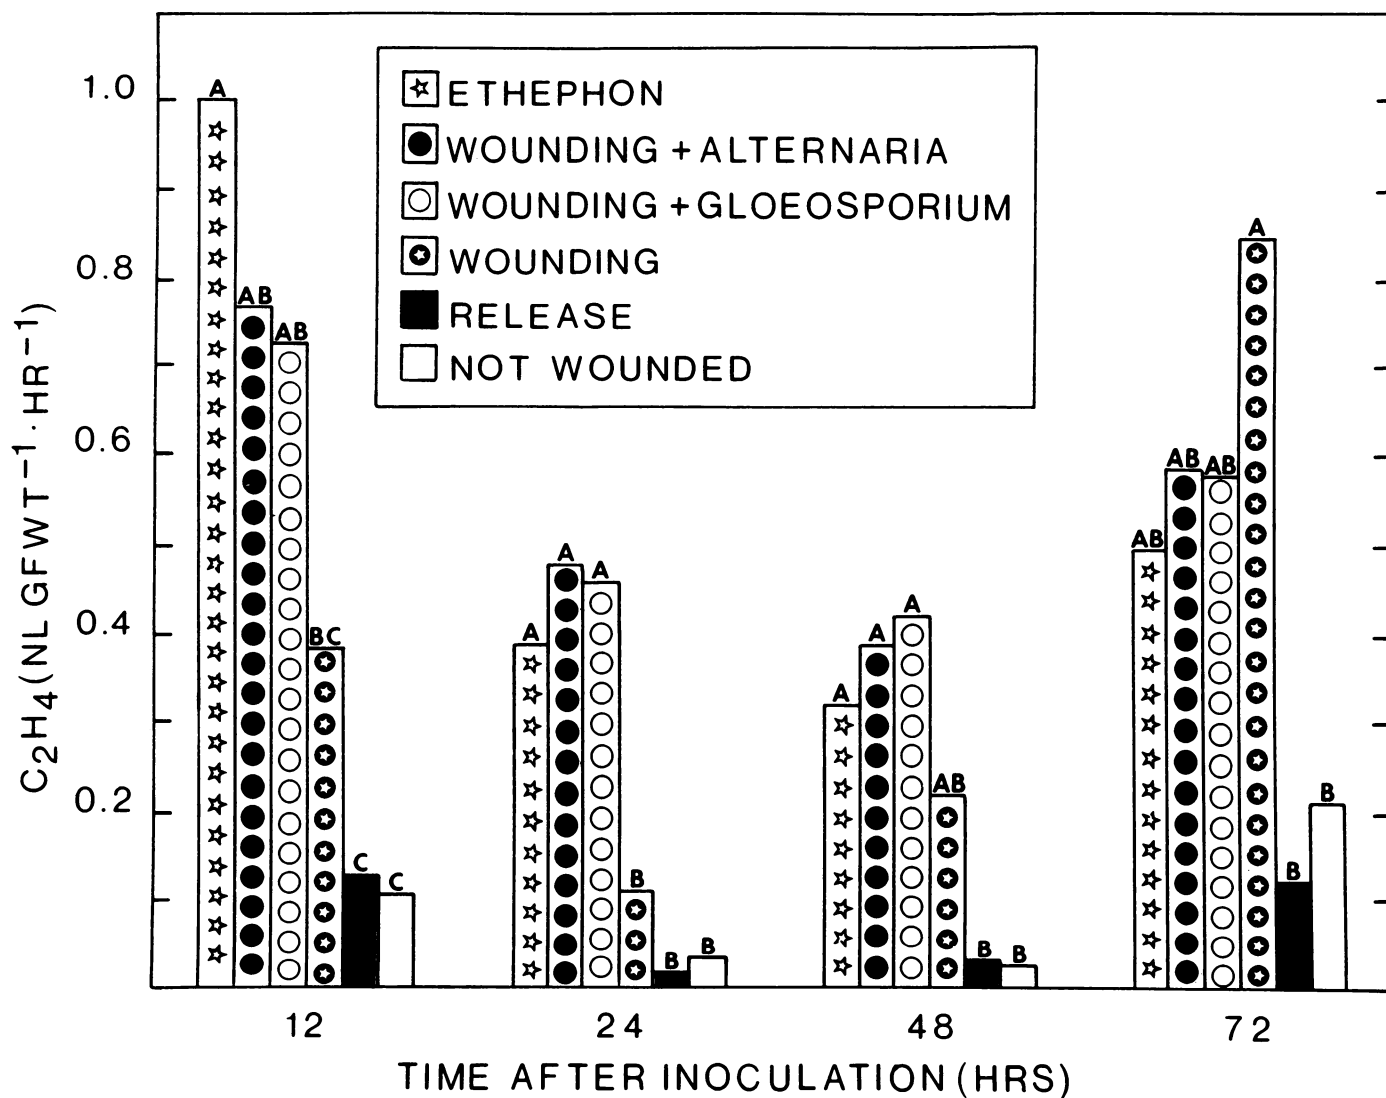 ETHEPHON
WOUNDING + ALTERNARIA
WOUNDING + GLOEOSPORIUM
WOUNDING
RELEASE
NOT WOUNDED
C₂H₄(NL GFWT⁻¹·HR⁻¹)
1.0
0.8
0.6
0.4
0.2
A AB AB BC C C
A A A B B B
A A A AB B B
AB AB AB A B B
12 24 48 72
TIME AFTER INOCULATION (HRS)